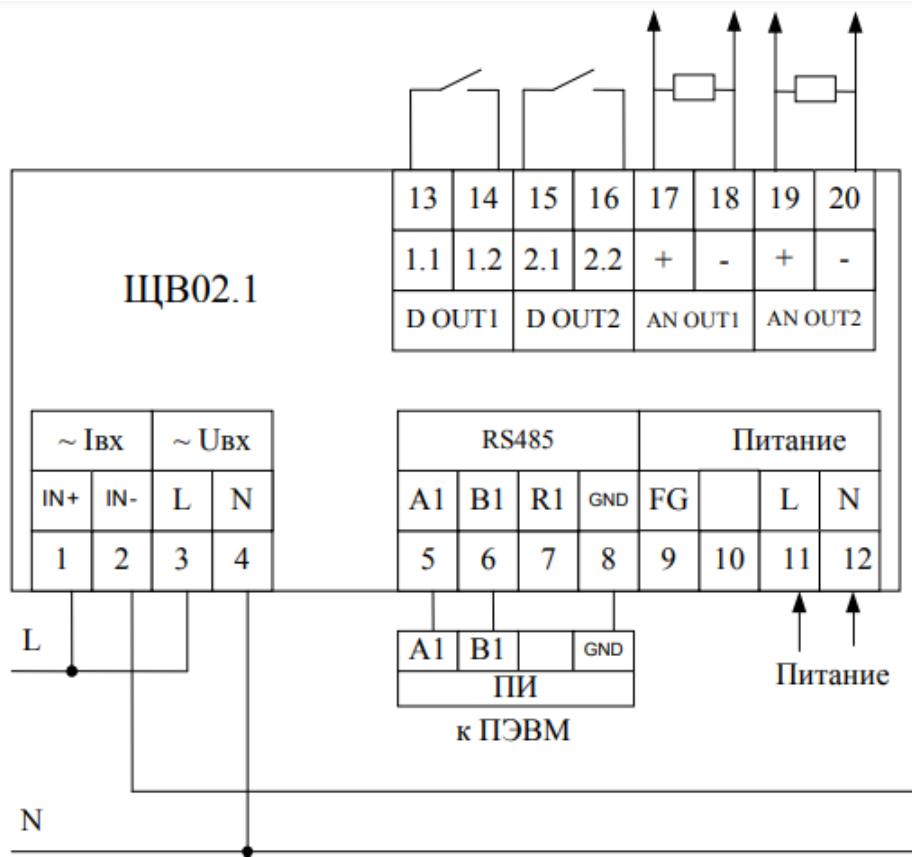 13 14 15 16 17 18 19 20
1.1 1.2 2.1 2.2 + - + -
ЩВ02.1
D OUT1 D OUT2 AN OUT1 AN OUT2
~ Iвх ~ Uвх RS485 Питание
IN+ IN- L N A1 B1 R1 GND FG L N
1 2 3 4 5 6 7 8 9 10 11 12
L
A1 B1 GND
ПИ
Питание
к ПЭВМ
N